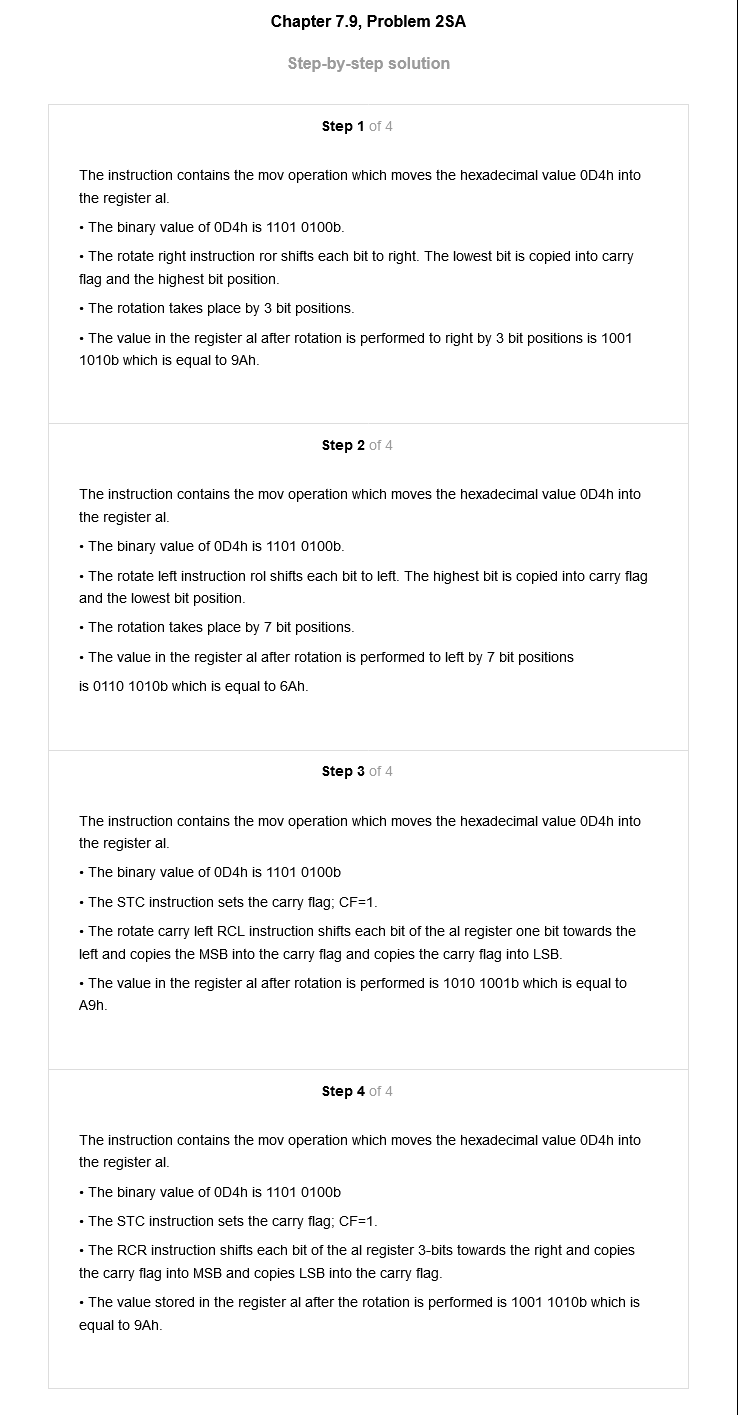 Chapter 7.9, Problem 2SA
Step-by-step solution
Step 1 of 4
The instruction contains the mov operation which moves the hexadecimal value 0D4h into
the register al.
• The binary value of 0D4h is 1101 0100b.
• The rotate right instruction ror shifts each bit to right. The lowest bit is copied into carry
flag and the highest bit position.
• The rotation takes place by 3 bit positions.
• The value in the register al after rotation is performed to right by 3 bit positions is 1001
1010b which is equal to 9Ah.
Step 2 of 4
The instruction contains the mov operation which moves the hexadecimal value 0D4h into
the register al.
• The binary value of 0D4h is 1101 0100b.
• The rotate left instruction rol shifts each bit to left. The highest bit is copied into carry flag
and the lowest bit position.
• The rotation takes place by 7 bit positions.
• The value in the register al after rotation is performed to left by 7 bit positions
is 0110 1010b which is equal to 6Ah.
Step 3 of 4
The instruction contains the mov operation which moves the hexadecimal value 0D4h into
the register al.
• The binary value of 0D4h is 1101 0100b
• The STC instruction sets the carry flag; CF=1.
• The rotate carry left RCL instruction shifts each bit of the al register one bit towards the
left and copies the MSB into the carry flag and copies the carry flag into LSB.
• The value in the register al after rotation is performed is 1010 1001b which is equal to
A9h.
Step 4 of 4
The instruction contains the mov operation which moves the hexadecimal value 0D4h into
the register al.
• The binary value of 0D4h is 1101 0100b
• The STC instruction sets the carry flag; CF=1.
• The RCR instruction shifts each bit of the al register 3-bits towards the right and copies
the carry flag into MSB and copies LSB into the carry flag.
• The value stored in the register al after the rotation is performed is 1001 1010b which is
equal to 9Ah.